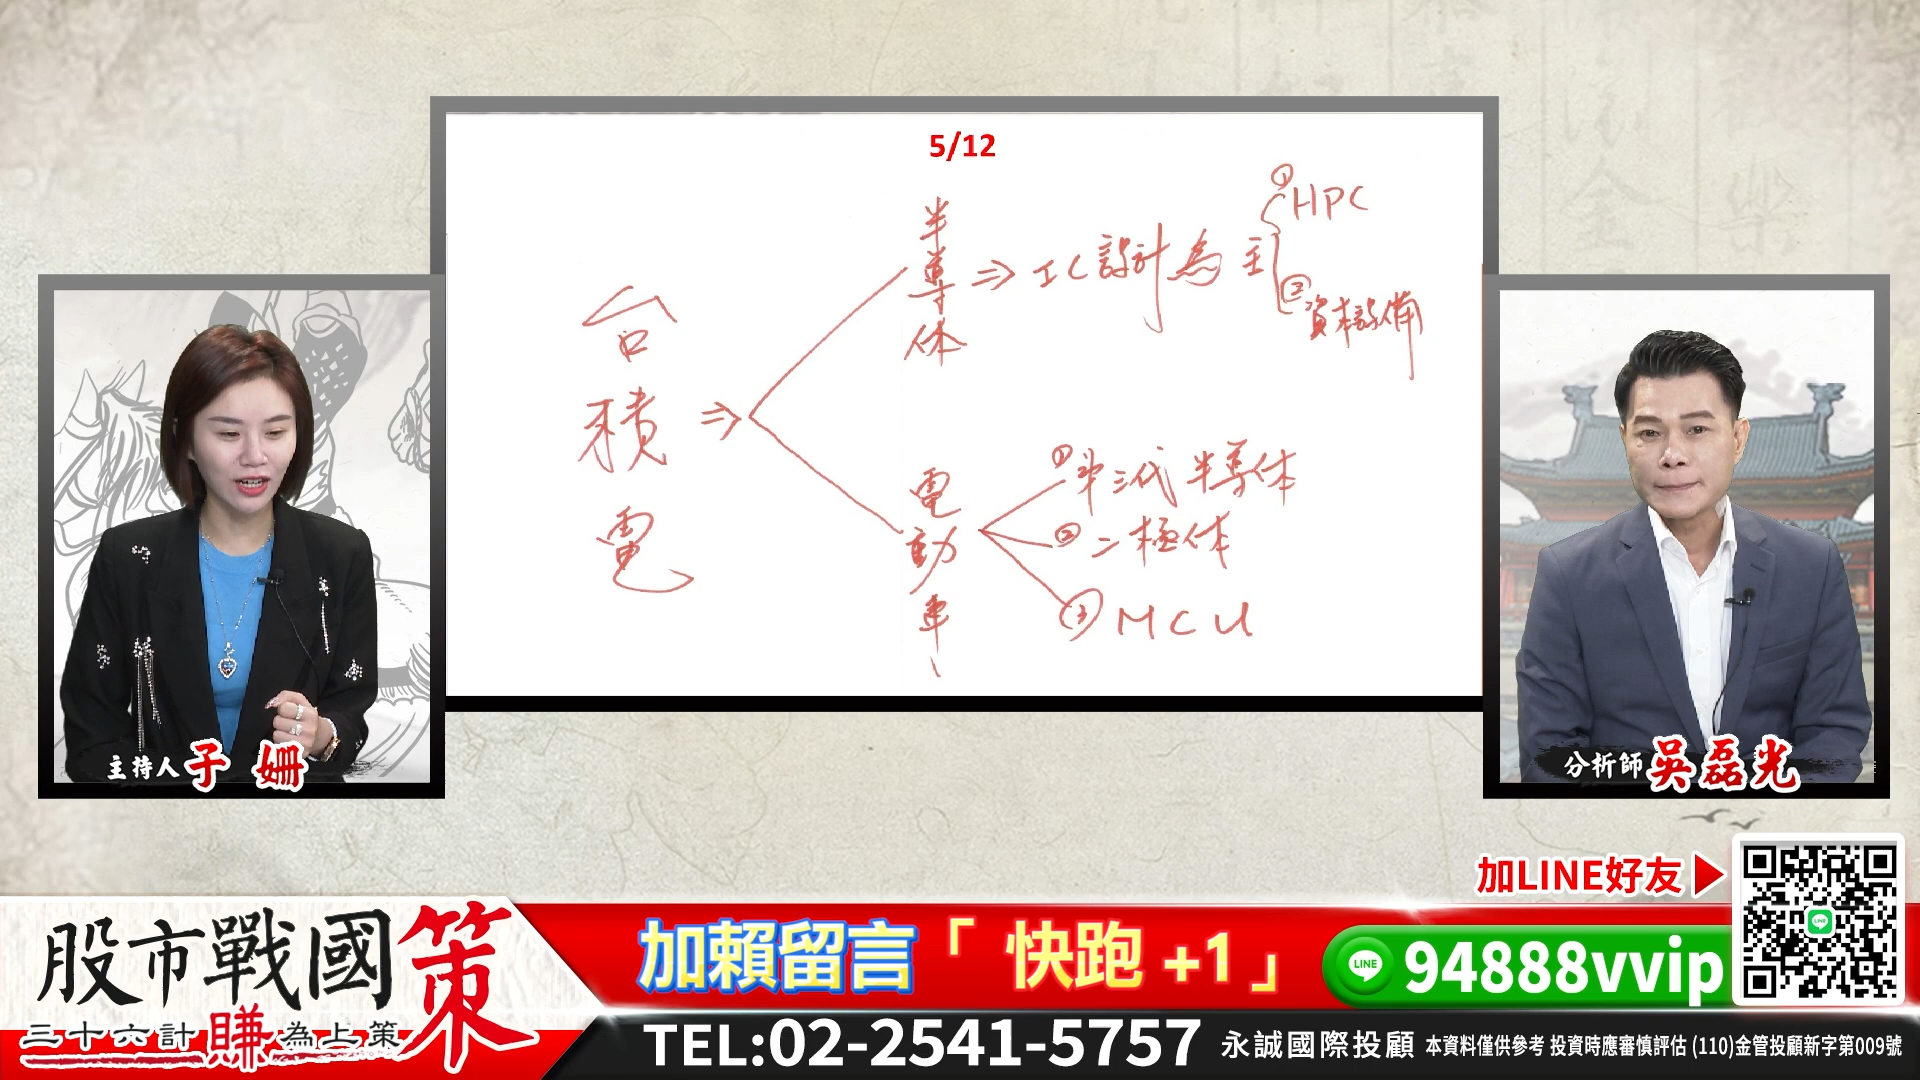 5/12
台積電
⇒
半導体
⇒ IC設計為主
①HPC
②資本設備
電動車
①第三代半導体
②二極体
③MCU
主持人 子 姍
分析師 吳磊光
加LINE好友
股市戰國策
三十六計賺為上策
加賴留言「 快跑 +1 」
LINE
94888vvip
LINE
TEL:02-2541-5757
永誠國際投顧
本資料僅供參考 投資時應審慎評估 (110)金管投顧新字第009號